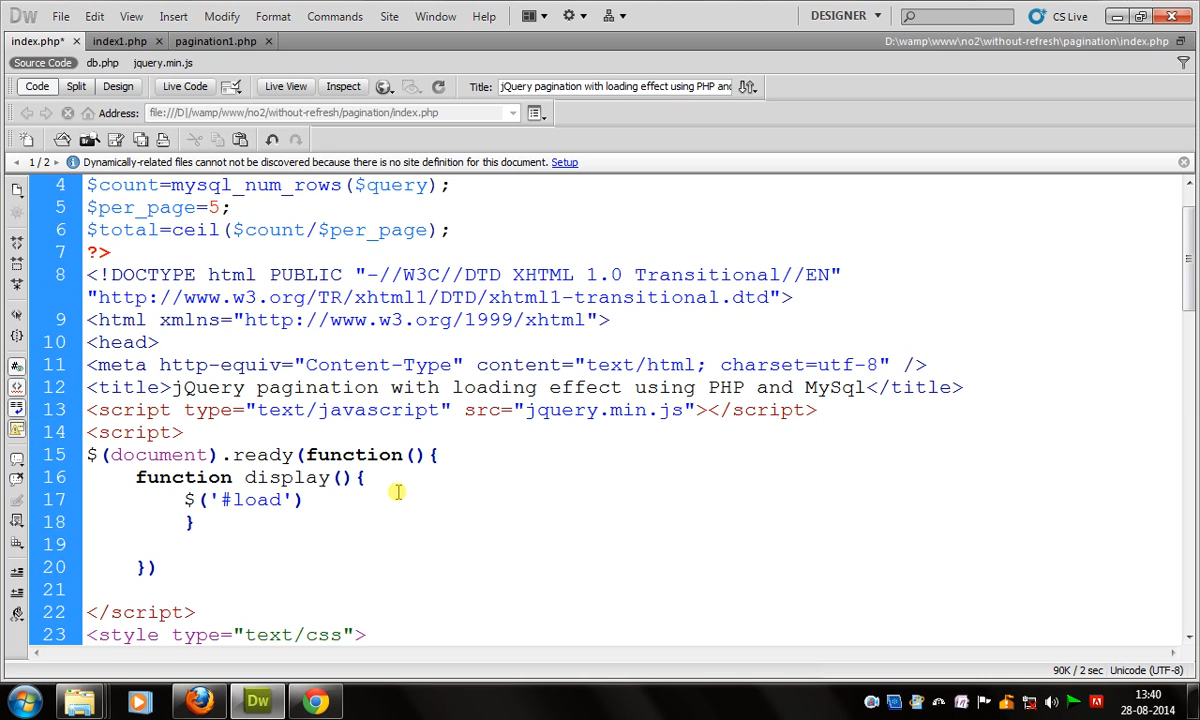 Dw File Edit View Insert Modify Format Commands Site Window Help DESIGNER CS Live
index.php* × index1.php × pagination1.php × D:\wamp\www\no2\without-refresh\pagination\index.php
Source Code db.php jquery.min.js
Code Split Design Live Code Live View Inspect Title: jQuery pagination with loading effect using PHP and
Address: file:///D|/wamp/www/no2/without-refresh/pagination/index.php
1/2 Dynamically-related files cannot not be discovered because there is no site definition for this document. Setup
4 $count=mysql_num_rows($query);
5 $per_page=5;
6 $total=ceil($count/$per_page);
7 ?>
8 <!DOCTYPE html PUBLIC "-//W3C//DTD XHTML 1.0 Transitional//EN"
"http://www.w3.org/TR/xhtml1/DTD/xhtml1-transitional.dtd">
9 <html xmlns="http://www.w3.org/1999/xhtml">
10 <head>
11 <meta http-equiv="Content-Type" content="text/html; charset=utf-8" />
12 <title>jQuery pagination with loading effect using PHP and MySql</title>
13 <script type="text/javascript" src="jquery.min.js"></script>
14 <script>
15 $(document).ready(function(){
16 function display(){
17 $('#load')
18 }
19
20 })
21
22 </script>
23 <style type="text/css">
90K / 2 sec Unicode (UTF-8)
Dw
13:40
28-08-2014